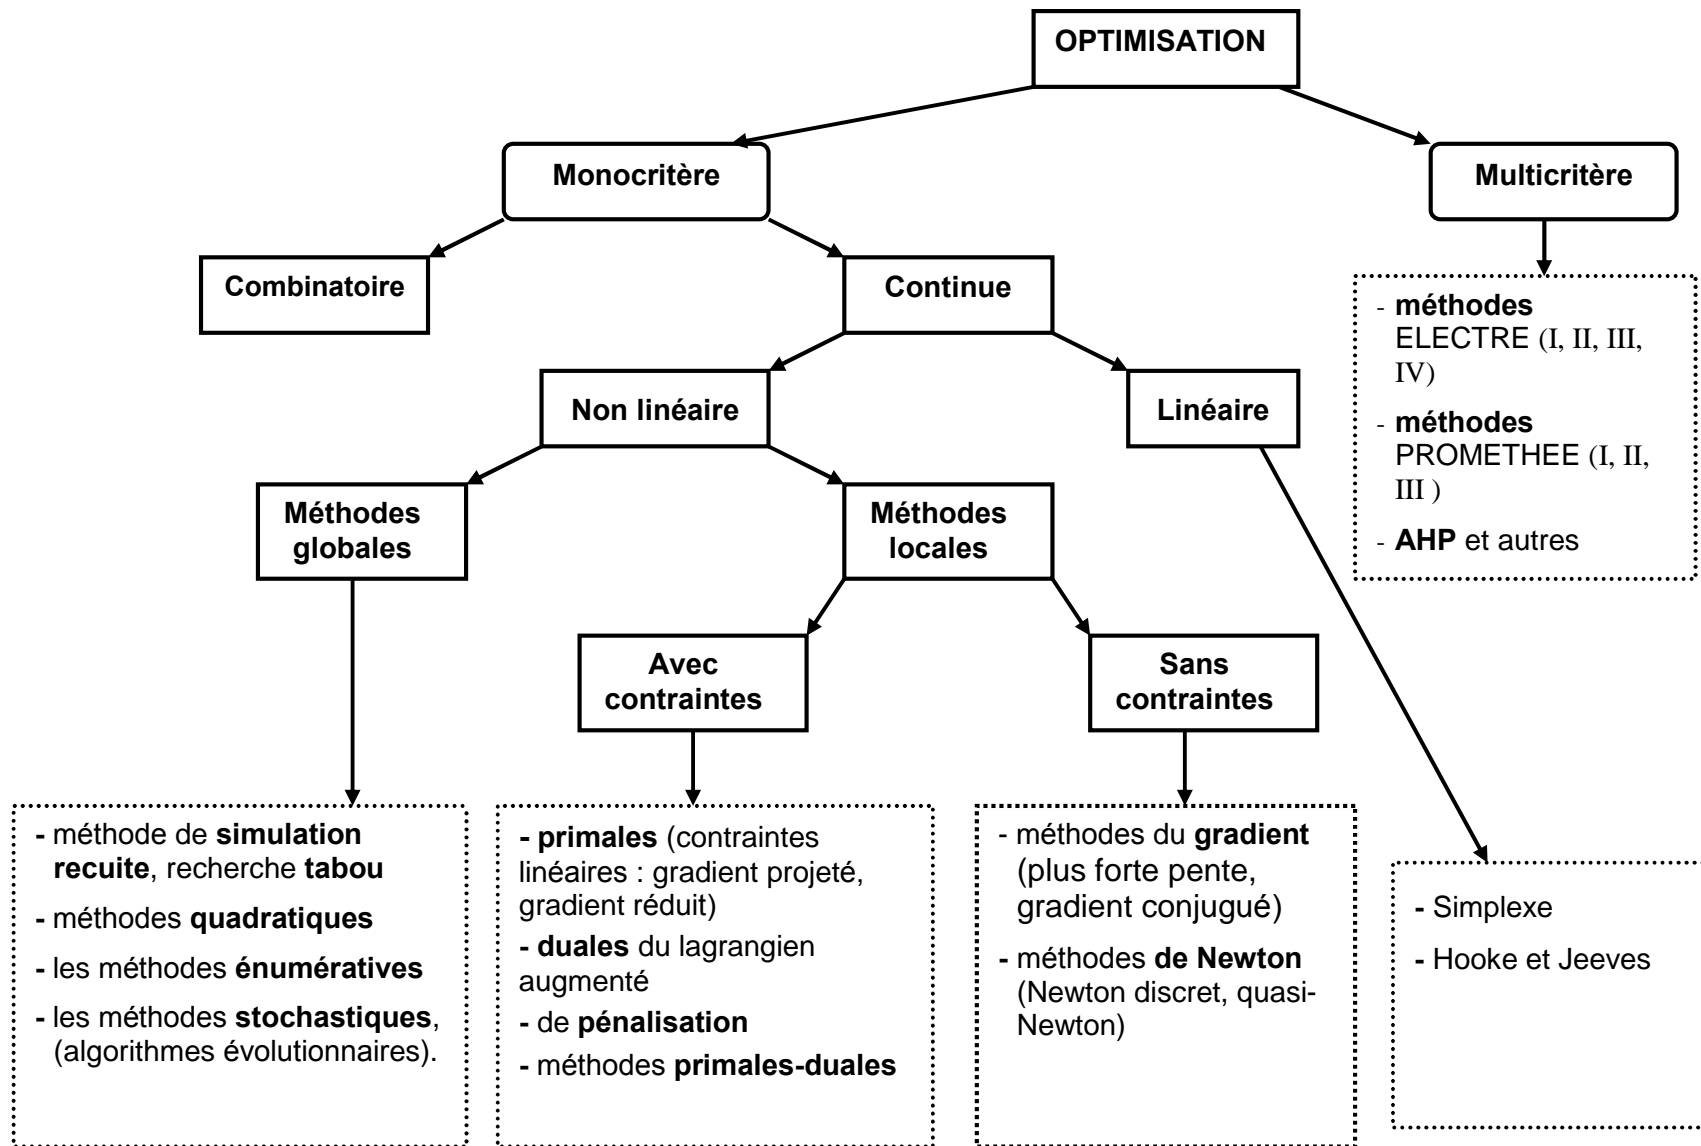 OPTIMISATION
Monocritère
Multicritère
Combinatoire
Continue
- méthodes
ELECTRE (I, II, III,
IV)
- méthodes
PROMETHEE (I, II,
III )
- AHP et autres
Non linéaire
Linéaire
Méthodes
globales
Méthodes
locales
Avec
contraintes
Sans
contraintes
- méthode de simulation
recuite, recherche tabou
- méthodes quadratiques
- les méthodes énumératives
- les méthodes stochastiques,
(algorithmes évolutionnaires).
- primales (contraintes
linéaires : gradient projeté,
gradient réduit)
- duales du lagrangien
augmenté
- de pénalisation
- méthodes primales-duales
- méthodes du gradient
(plus forte pente,
gradient conjugué)
- méthodes de Newton
(Newton discret, quasi-
Newton)
- Simplexe
- Hooke et Jeeves